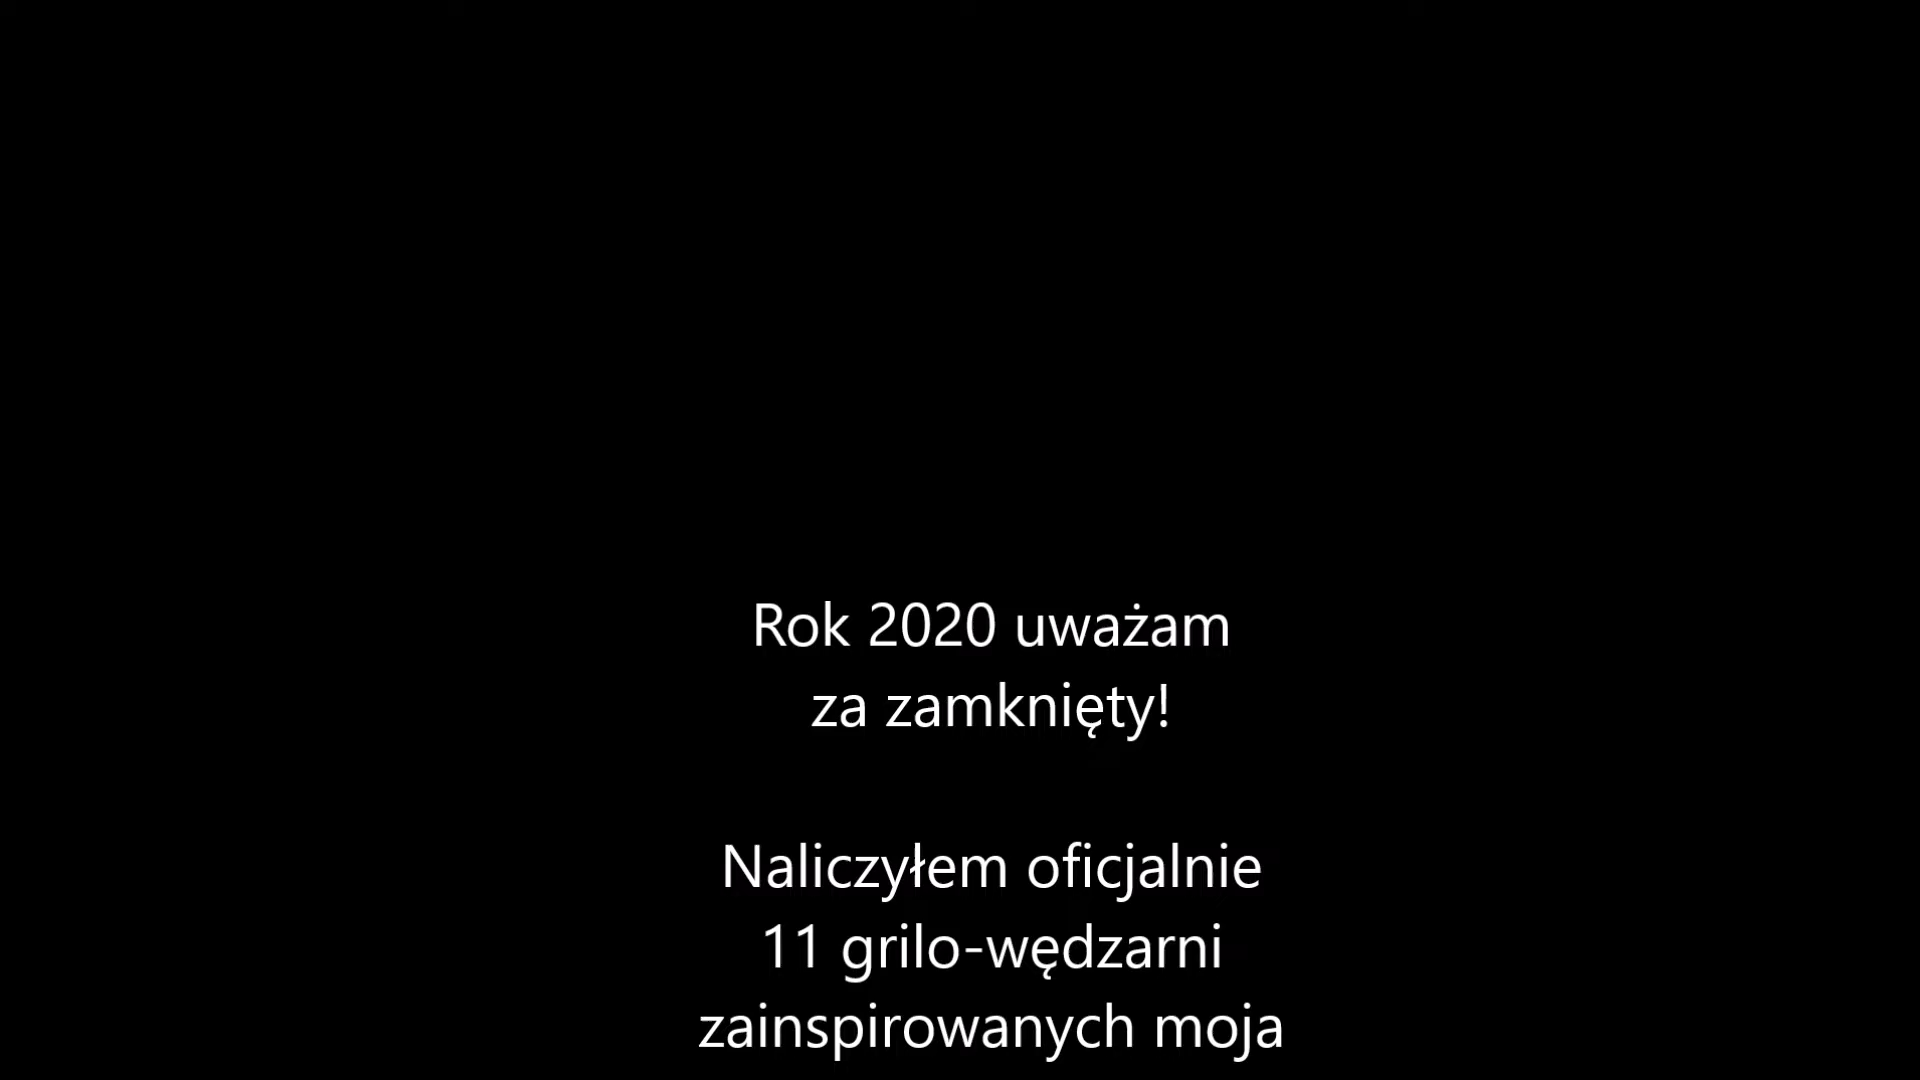 Rok 2020 uważam
za zamknięty!
Naliczyłem oficjalnie
11 grilo-wędzarni
zainspirowanych moja